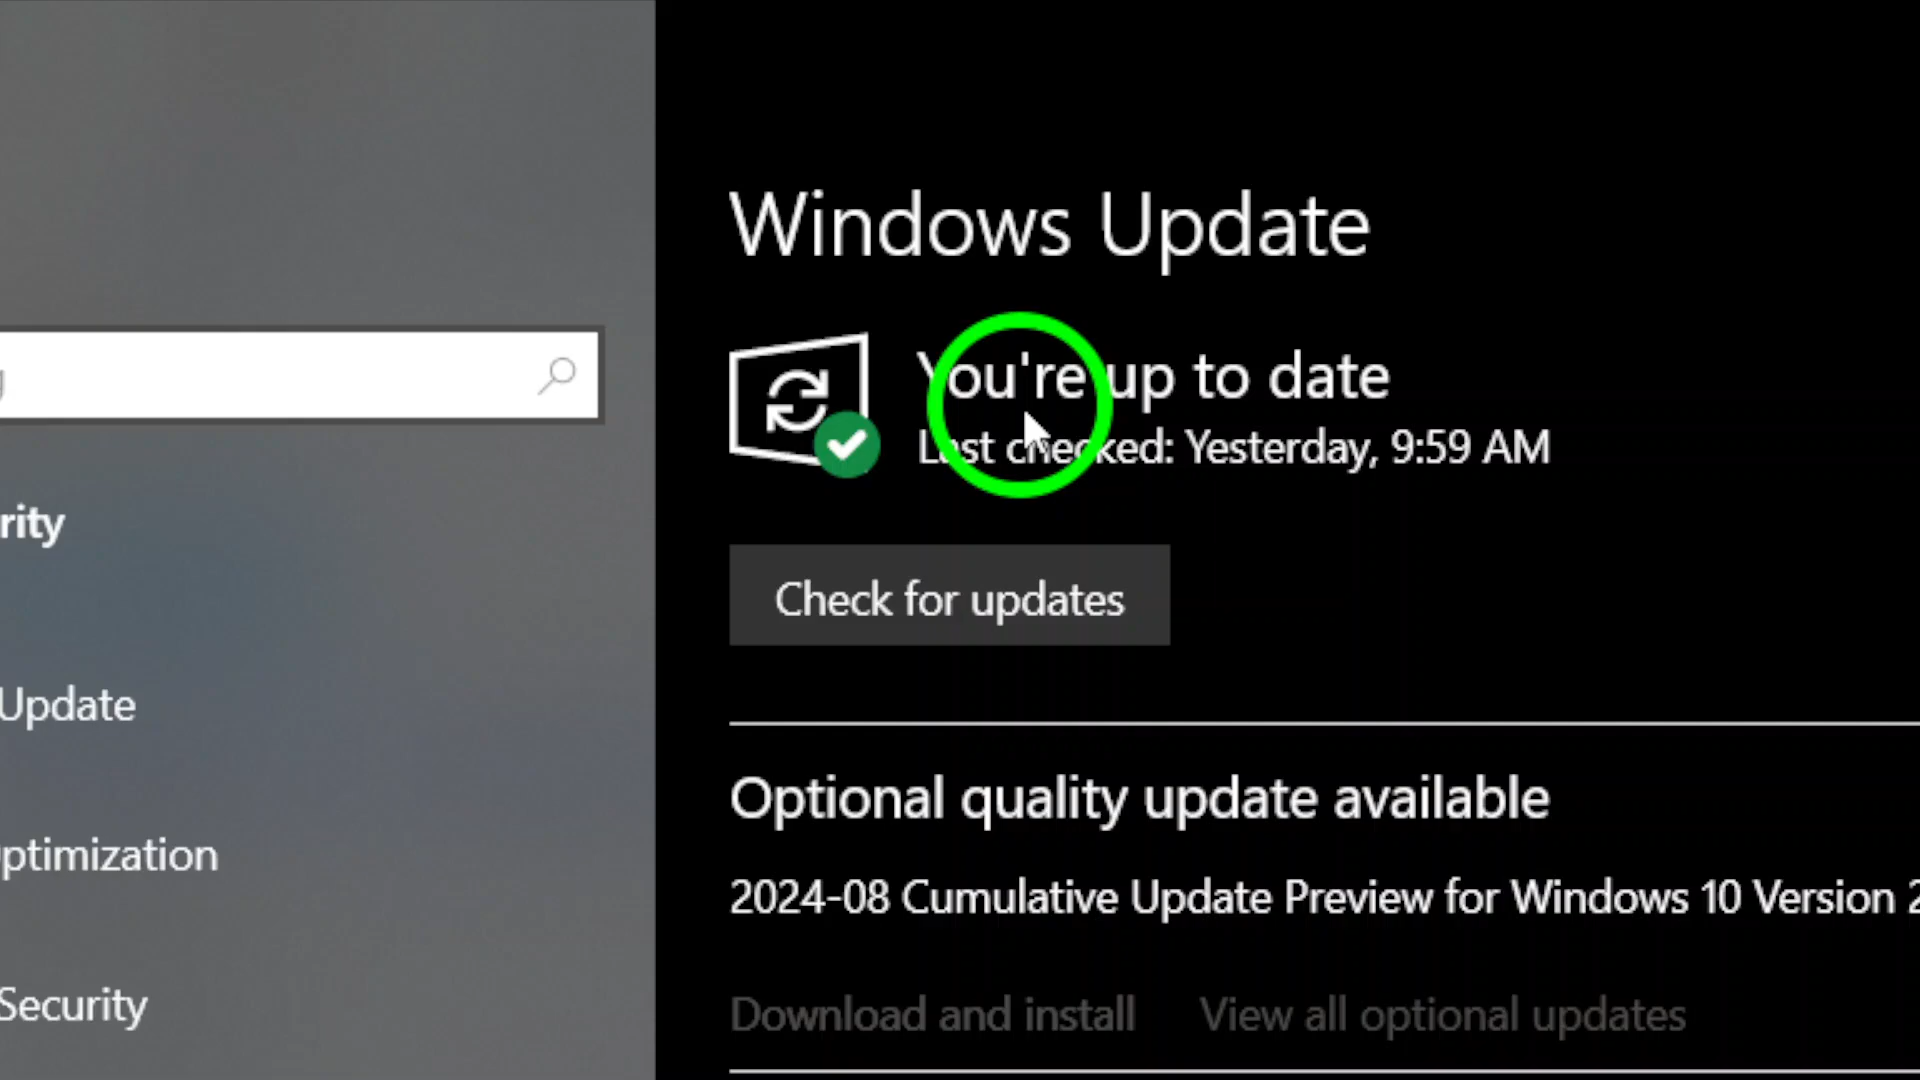 Windows Update
You're up to date
Last checked: Yesterday, 9:59 AM
rity
Check for updates
Update
Optional quality update available
ptimization
2024-08 Cumulative Update Preview for Windows 10 Version
Security
Download and install View all optional updates